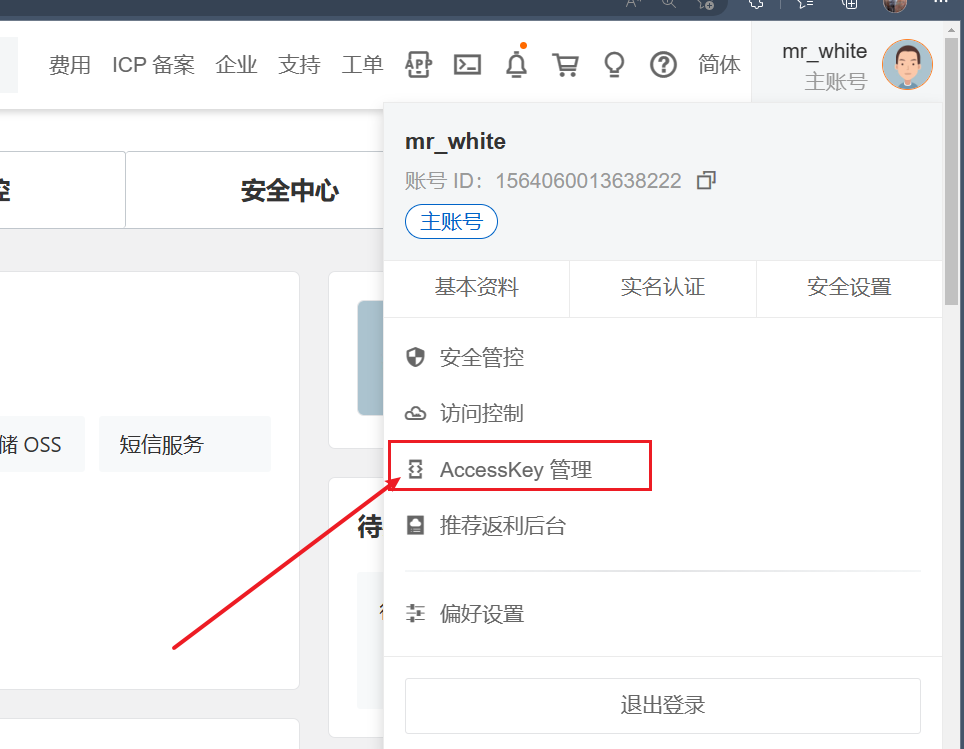 费用 ICP 备案 企业 支持 工单 APP 简体
mr_white
主账号
mr_white
账号 ID：1564060013638222
主账号
控
安全中心
基本资料 实名认证 安全设置
安全管控
访问控制
储 OSS
短信服务
AccessKey 管理
待
推荐返利后台
偏好设置
退出登录